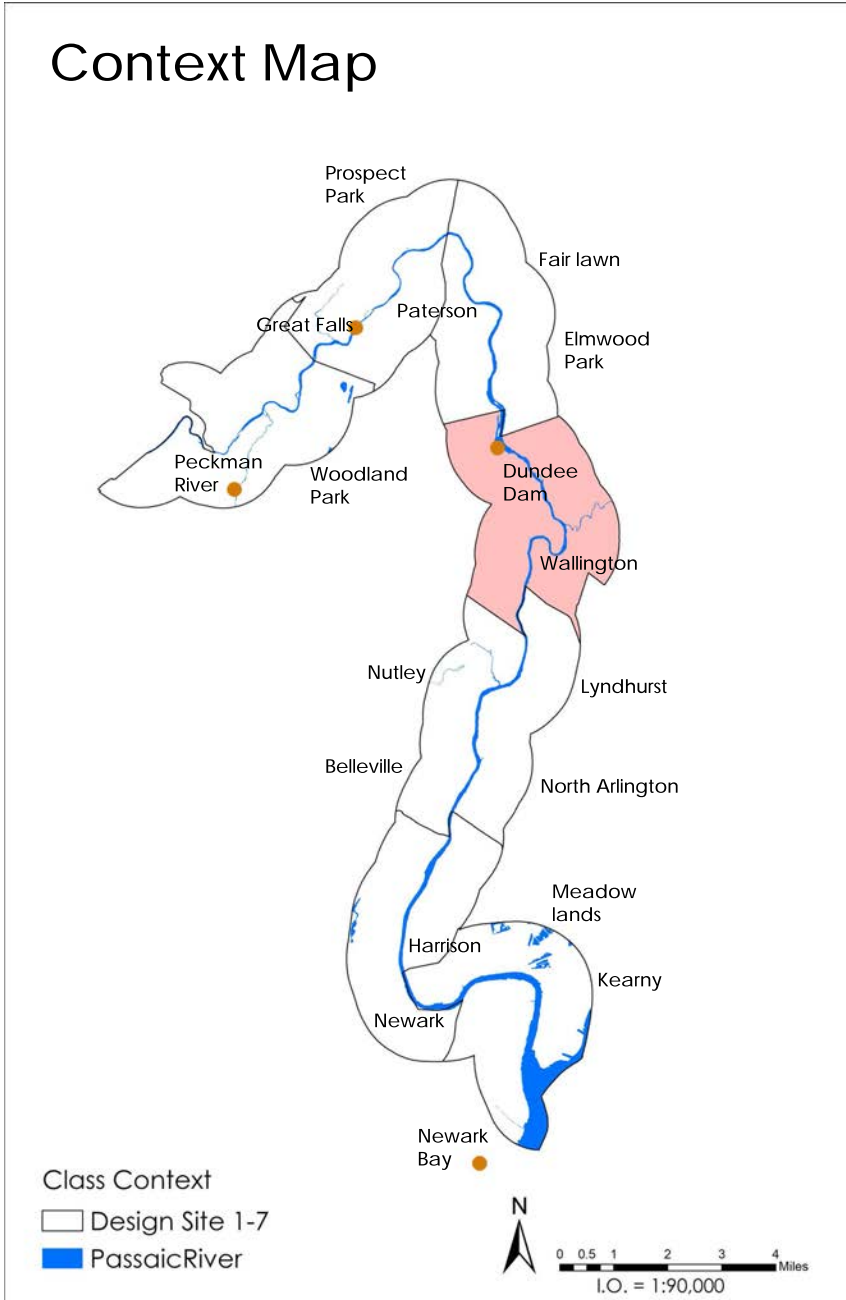 Context Map
Prospect
Park
Fair lawn
Great Falls
Paterson
Elmwood
Park
Peckman
River
Woodland
Park
Dundee
Dam
Wallington
Nutley
Lyndhurst
Belleville
North Arlington
Meadow
lands
Harrison
Kearny
Newark
Newark
Bay
Class Context
Design Site 1-7
PassaicRiver
N
0 0.5 1 2 3 4
Miles
I.O. = 1:90,000